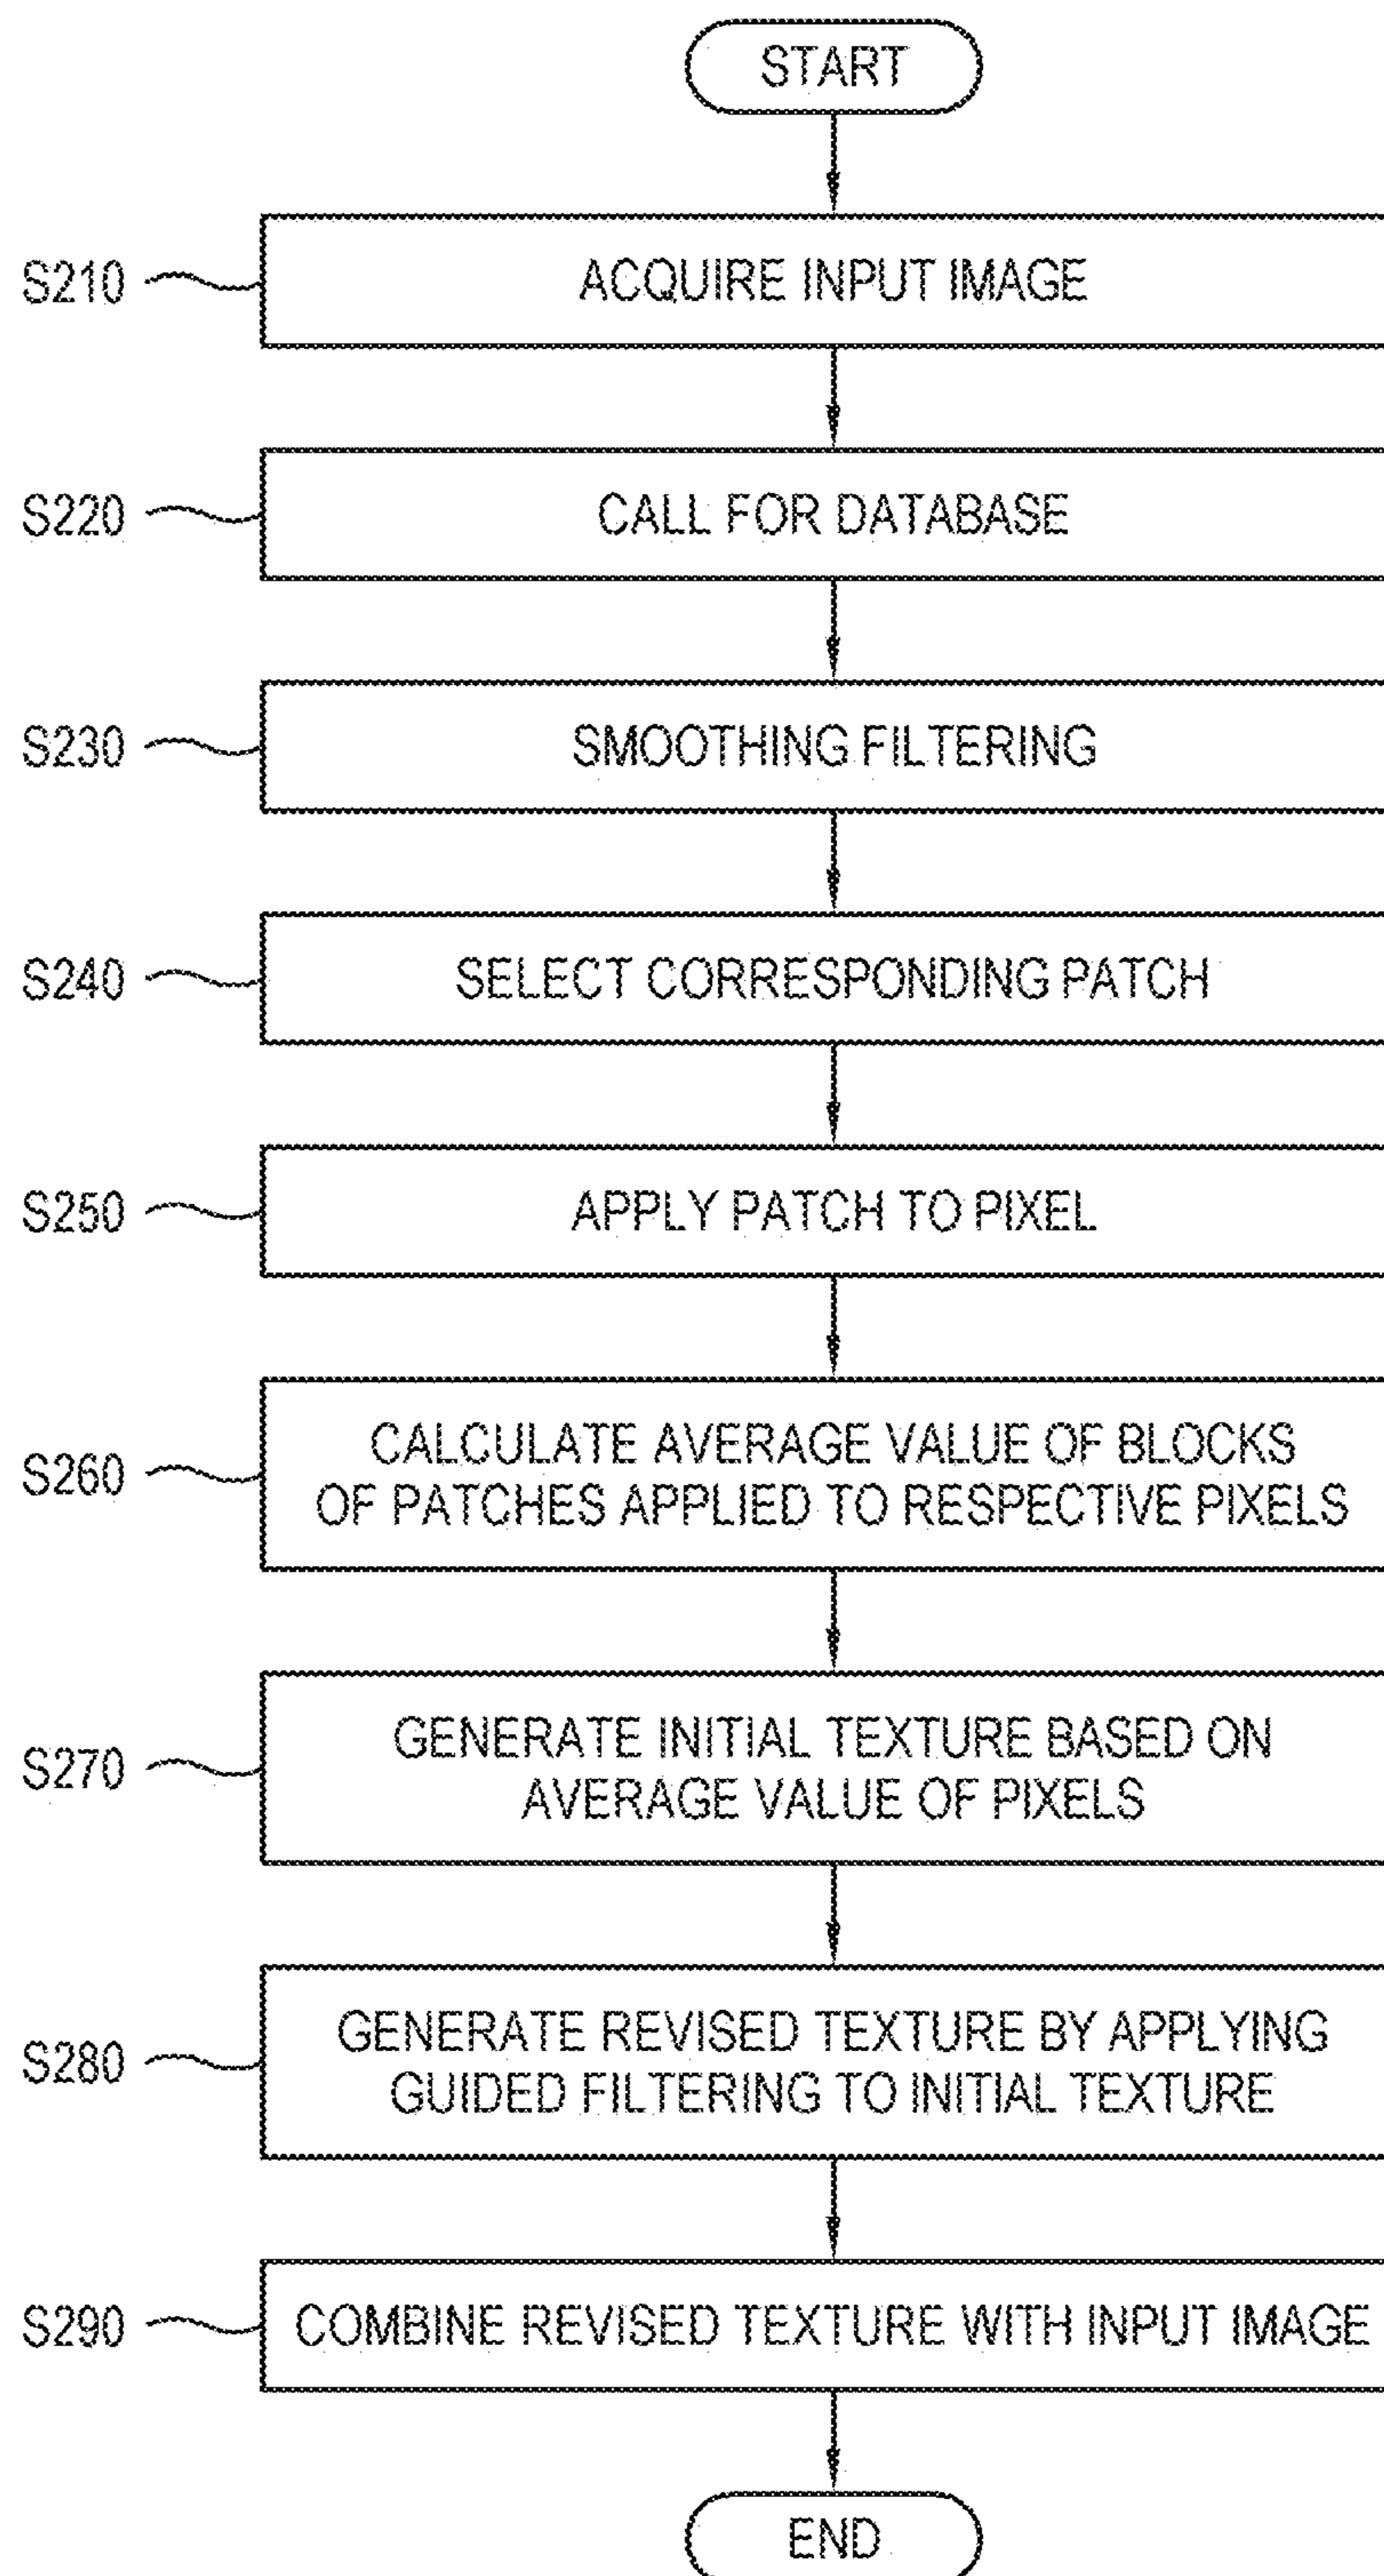 START
S210
ACQUIRE INPUT IMAGE
S220
CALL FOR DATABASE
S230
SMOOTHING FILTERING
S240
SELECT CORRESPONDING PATCH
S250
APPLY PATCH TO PIXEL
S260
CALCULATE AVERAGE VALUE OF BLOCKS
OF PATCHES APPLIED TO RESPECTIVE PIXELS
S270
GENERATE INITIAL TEXTURE BASED ON
AVERAGE VALUE OF PIXELS
S280
GENERATE REVISED TEXTURE BY APPLYING
GUIDED FILTERING TO INITIAL TEXTURE
S290
COMBINE REVISED TEXTURE WITH INPUT IMAGE
END